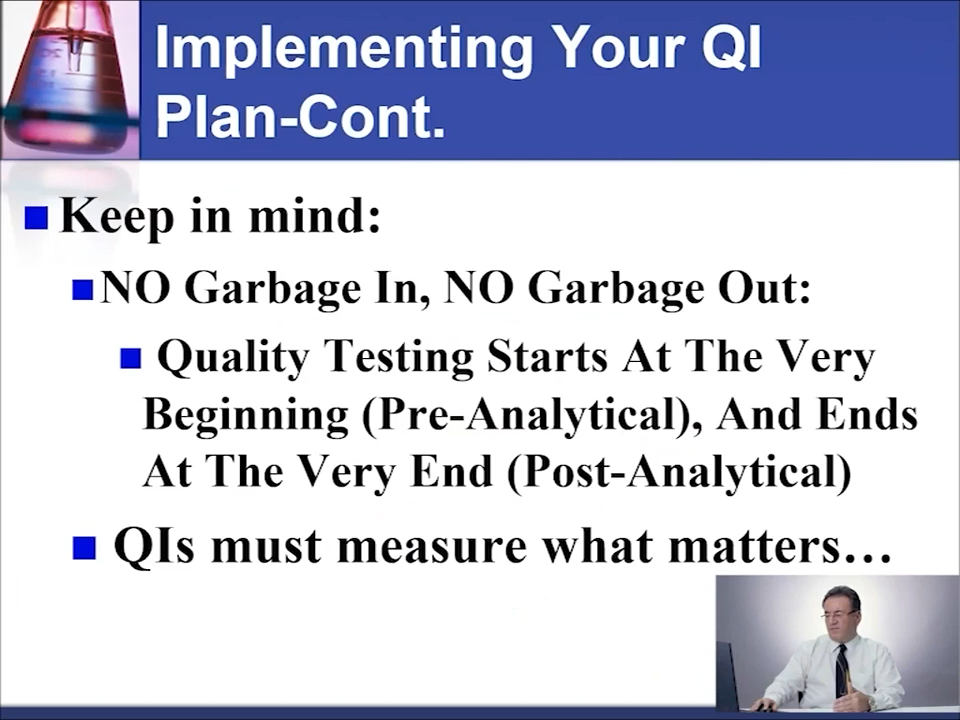 Implementing Your QI
Plan-Cont.
Keep in mind:
NO Garbage In, NO Garbage Out:
Quality Testing Starts At The Very
Beginning (Pre-Analytical), And Ends
At The Very End (Post-Analytical)
QIs must measure what matters…